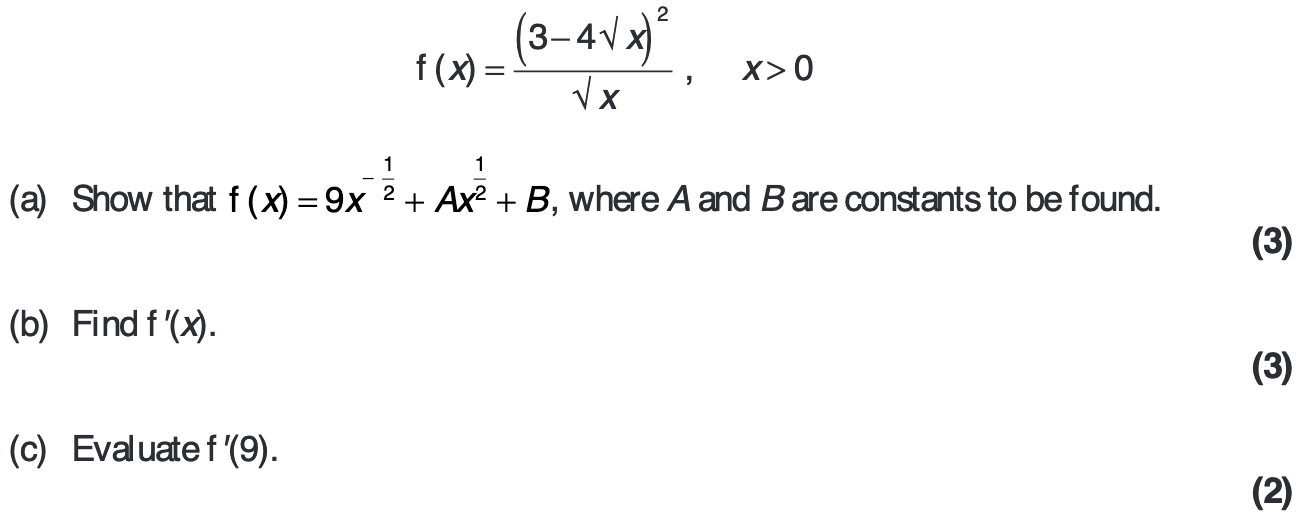 f (x) = (3 – 4√x)² / √x , x > 0
(a) Show that f (x) = 9x^(–1/2) + Ax^(1/2) + B, where A and B are constants to be found.
(3)
(b) Find f ′(x).
(3)
(c) Evaluate f ′(9).
(2)